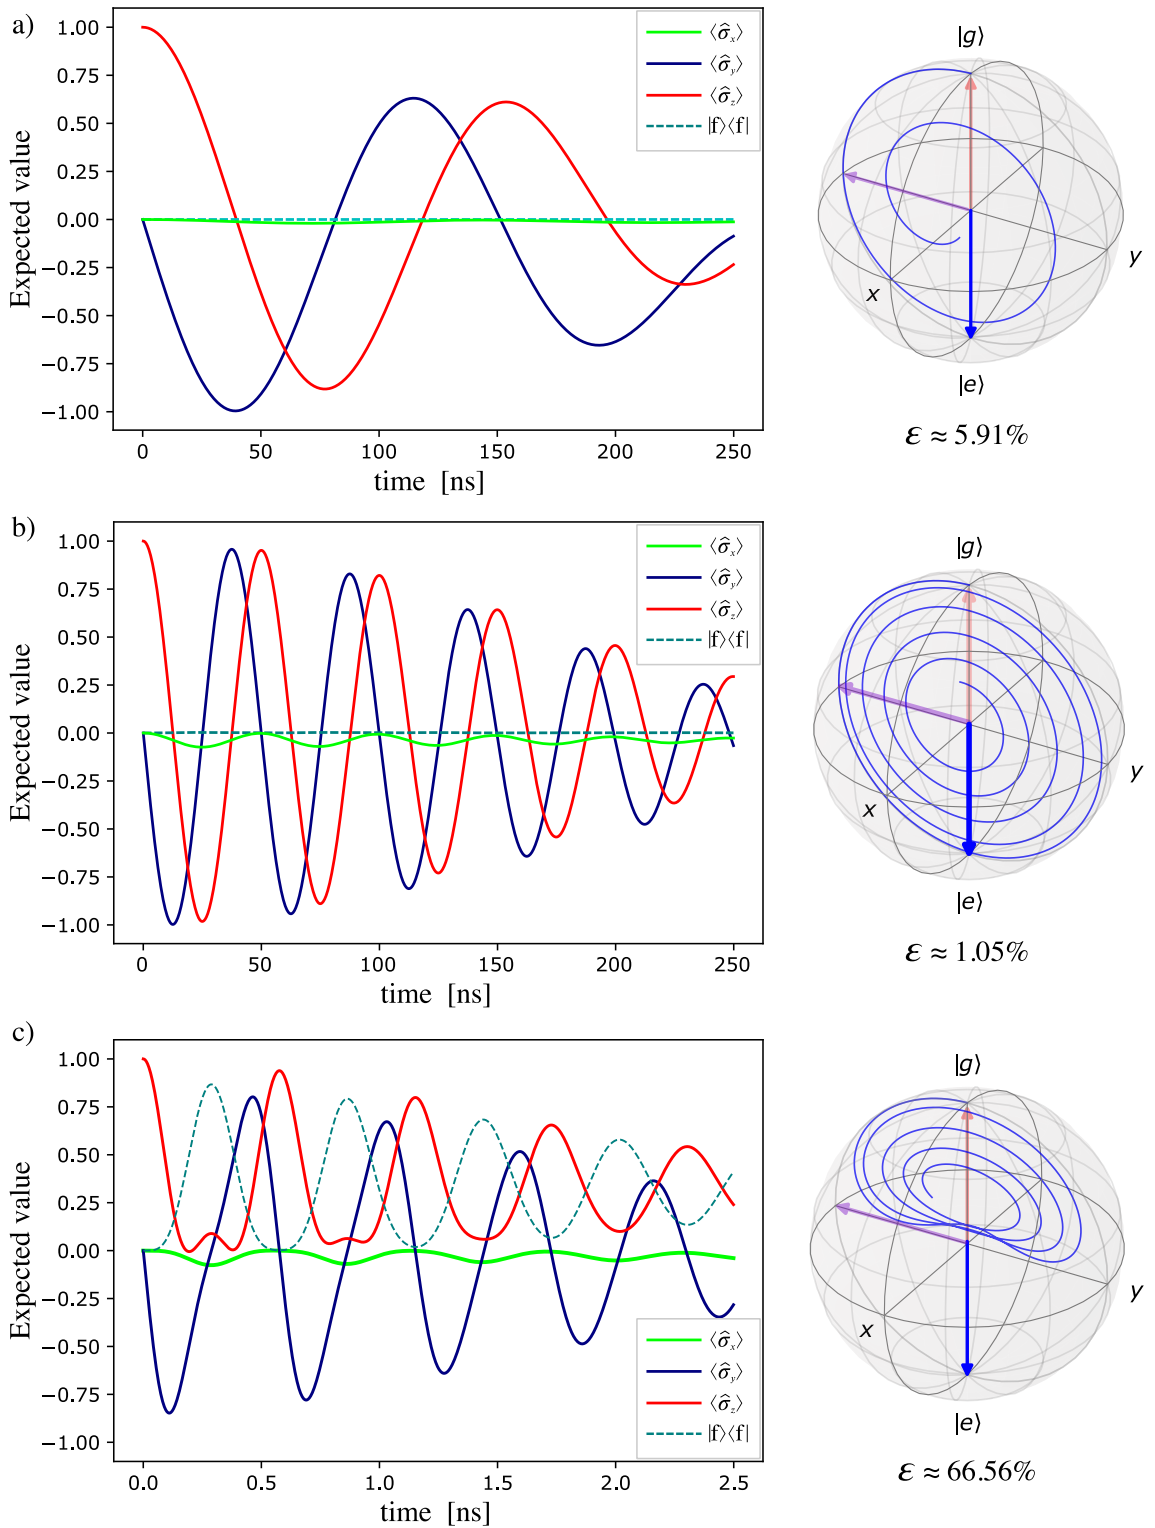 a)
Expected value
1.00
0.75
0.50
0.25
0.00
−0.25
−0.50
−0.75
−1.00
⟨σ̂x⟩
⟨σ̂y⟩
⟨σ̂z⟩
|f⟩⟨f|
0 50 100 150 200 250
time [ns]
|g⟩
x
y
|e⟩
ε ≈ 5.91%
b)
Expected value
1.00
0.75
0.50
0.25
0.00
−0.25
−0.50
−0.75
−1.00
⟨σ̂x⟩
⟨σ̂y⟩
⟨σ̂z⟩
|f⟩⟨f|
0 50 100 150 200 250
time [ns]
|g⟩
x
y
|e⟩
ε ≈ 1.05%
c)
Expected value
1.00
0.75
0.50
0.25
0.00
−0.25
−0.50
−0.75
−1.00
⟨σ̂x⟩
⟨σ̂y⟩
⟨σ̂z⟩
|f⟩⟨f|
0.0 0.5 1.0 1.5 2.0 2.5
time [ns]
|g⟩
x
y
|e⟩
ε ≈ 66.56%